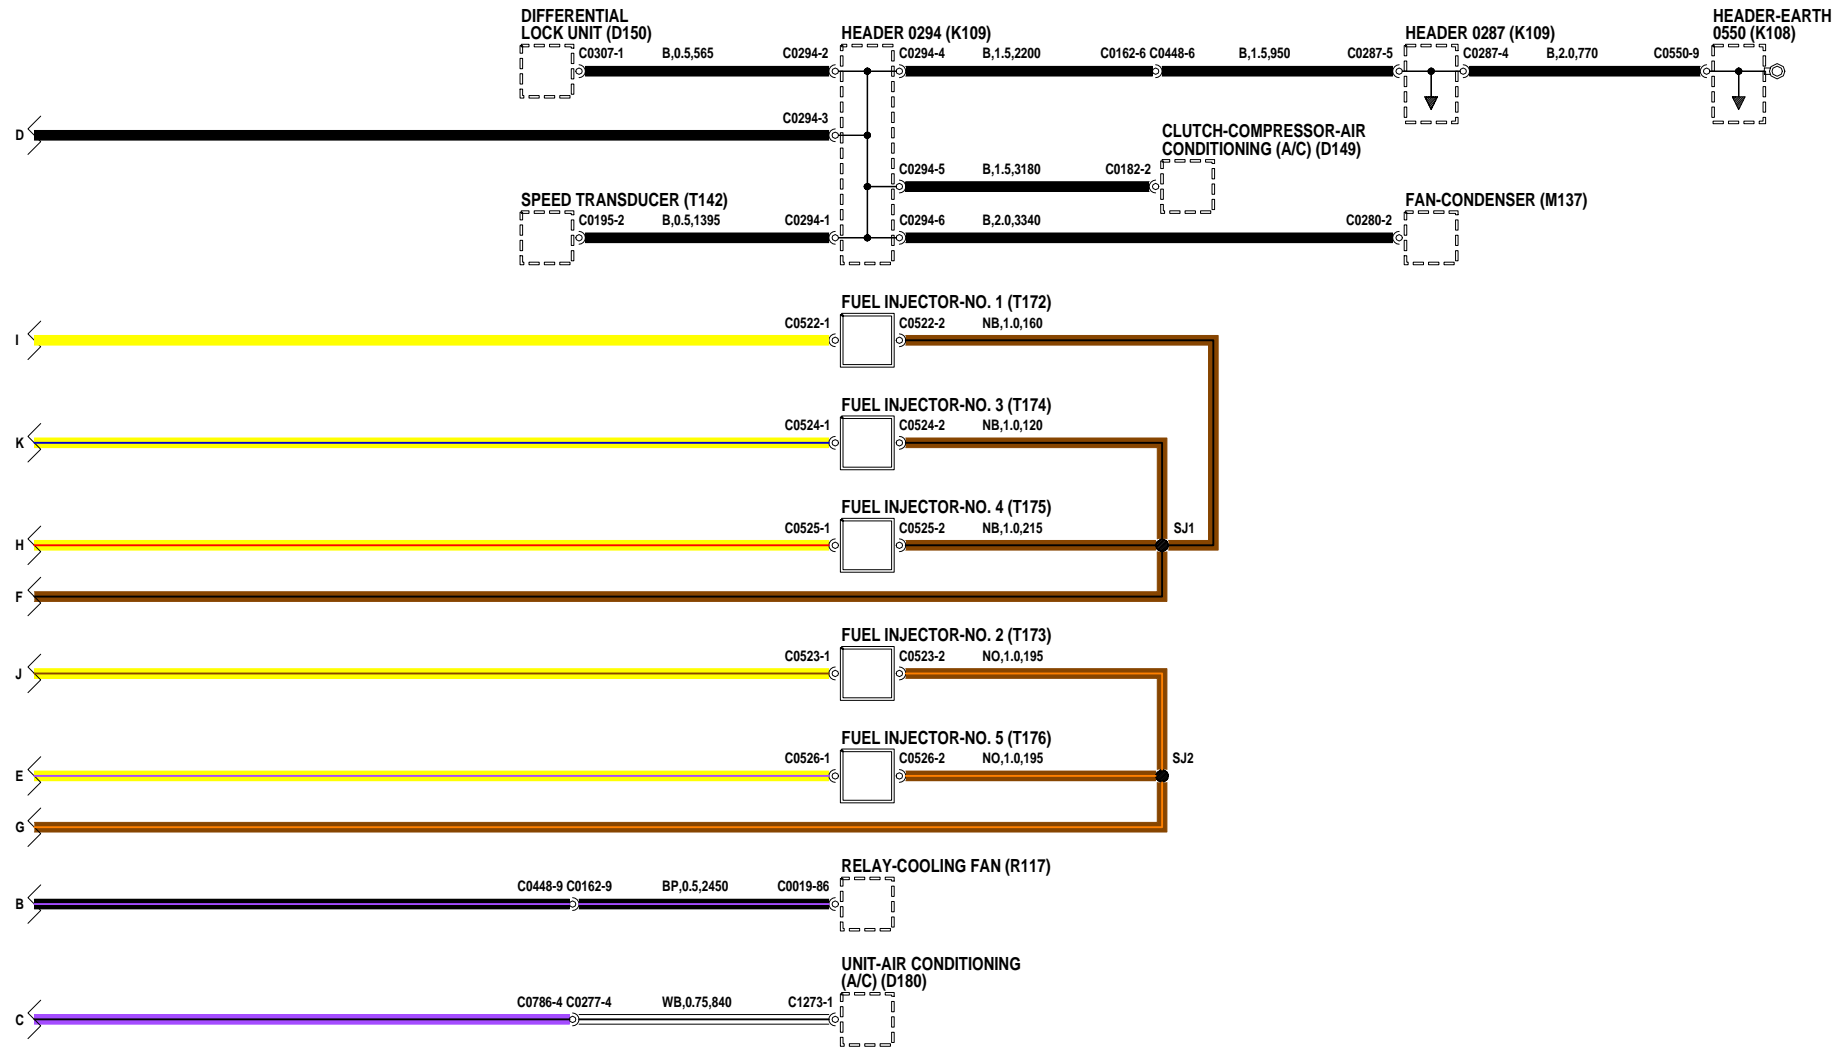 DIFFERENTIAL
LOCK UNIT (D150)
HEADER 0294 (K109)
HEADER 0287 (K109)
HEADER-EARTH
0550 (K108)
C0307-1 B,0.5,565 C0294-2
C0294-4 B,1.5,2200 C0162-6 C0448-6 B,1.5,950 C0287-5
C0287-4 B,2.0,770 C0550-9
D
C0294-3
CLUTCH-COMPRESSOR-AIR
CONDITIONING (A/C) (D149)
C0294-5 B,1.5,3180 C0182-2
SPEED TRANSDUCER (T142)
FAN-CONDENSER (M137)
C0195-2 B,0.5,1395 C0294-1
C0294-6 B,2.0,3340 C0280-2
FUEL INJECTOR-NO. 1 (T172)
I
C0522-1 C0522-2 NB,1.0,160
FUEL INJECTOR-NO. 3 (T174)
K
C0524-1 C0524-2 NB,1.0,120
FUEL INJECTOR-NO. 4 (T175)
H
C0525-1 C0525-2 NB,1.0,215 SJ1
F
FUEL INJECTOR-NO. 2 (T173)
J
C0523-1 C0523-2 NO,1.0,195
FUEL INJECTOR-NO. 5 (T176)
E
C0526-1 C0526-2 NO,1.0,195 SJ2
G
RELAY-COOLING FAN (R117)
B
C0448-9 C0162-9 BP,0.5,2450 C0019-86
UNIT-AIR CONDITIONING
(A/C) (D180)
C
C0786-4 C0277-4 WB,0.75,840 C1273-1